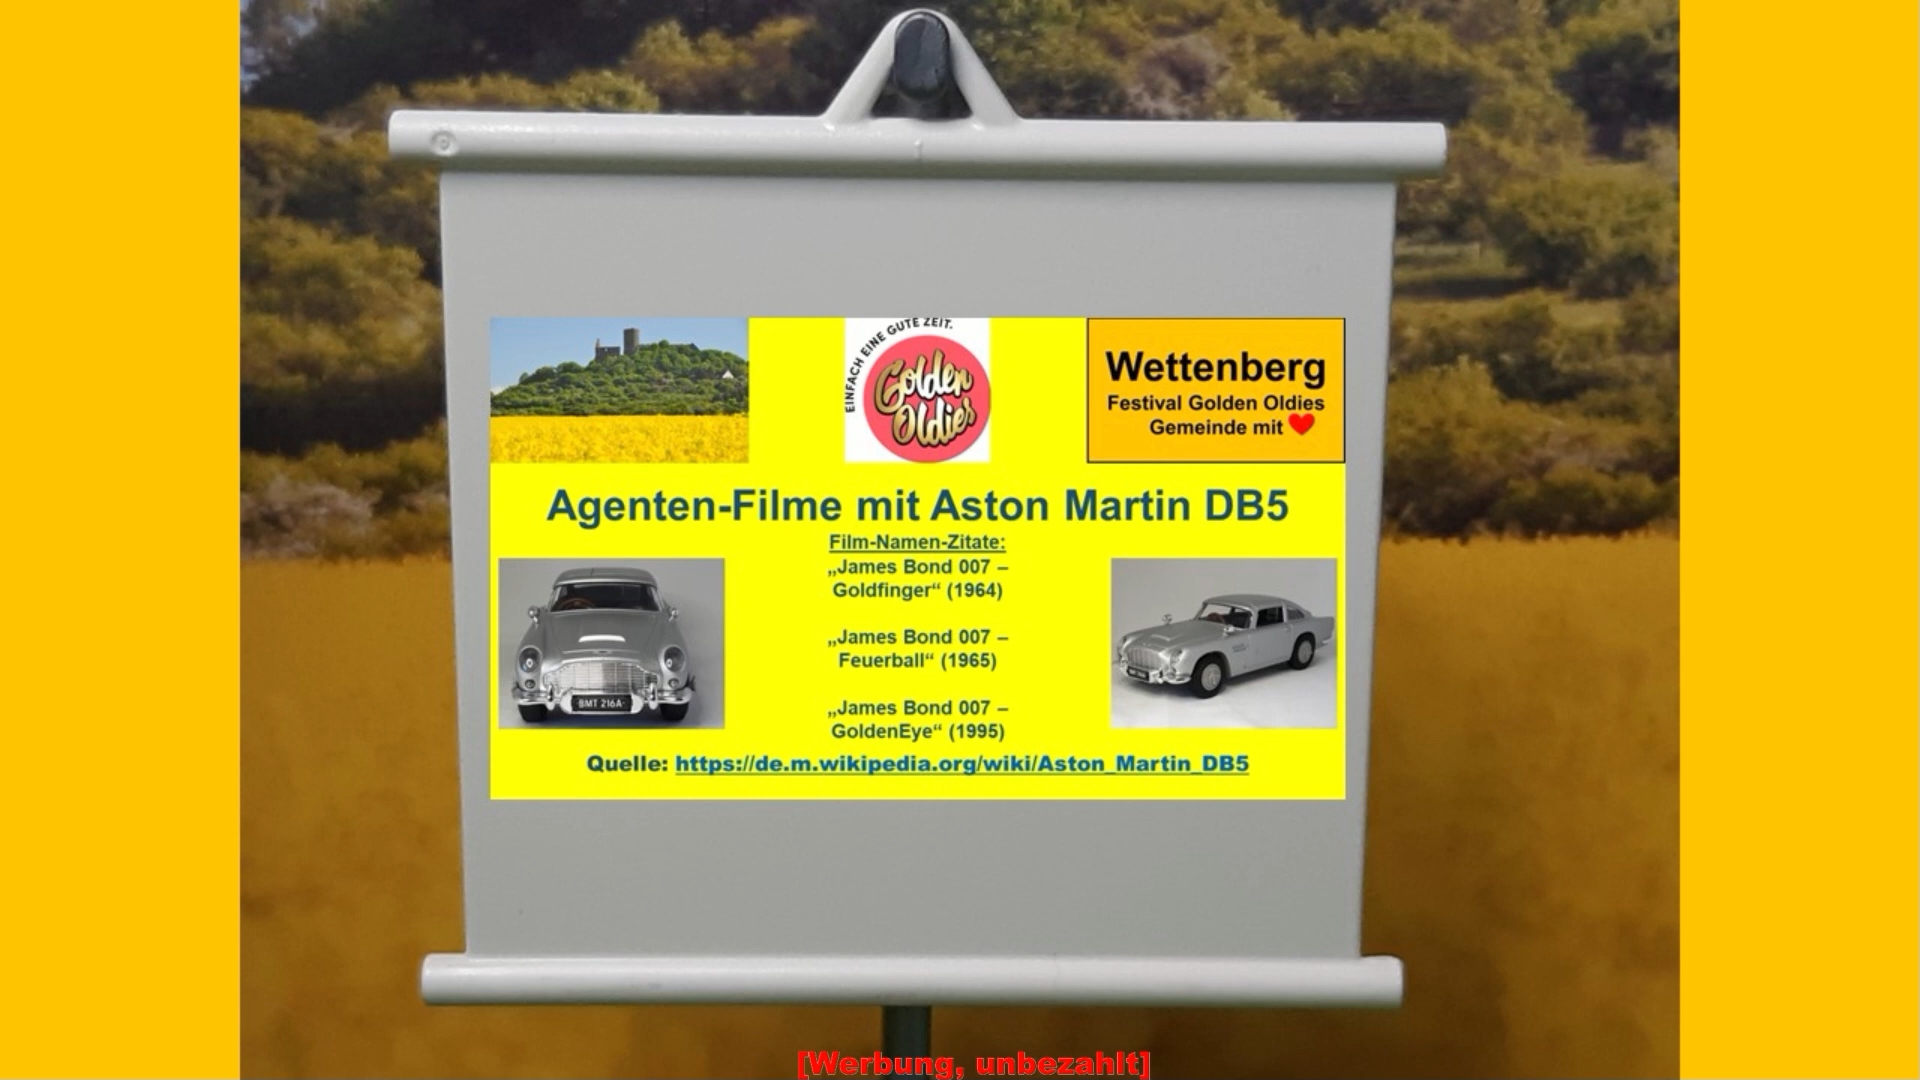 EINFACH EINE GUTE ZEIT.
Golden
Oldies
Wettenberg
Festival Golden Oldies
Gemeinde mit ❤
Agenten-Filme mit Aston Martin DB5
Film-Namen-Zitate:
„James Bond 007 –
Goldfinger“ (1964)
„James Bond 007 –
Feuerball“ (1965)
„James Bond 007 –
GoldenEye“ (1995)
BMT 216A
Quelle: https://de.m.wikipedia.org/wiki/Aston_Martin_DB5
[Werbung, unbezahlt]